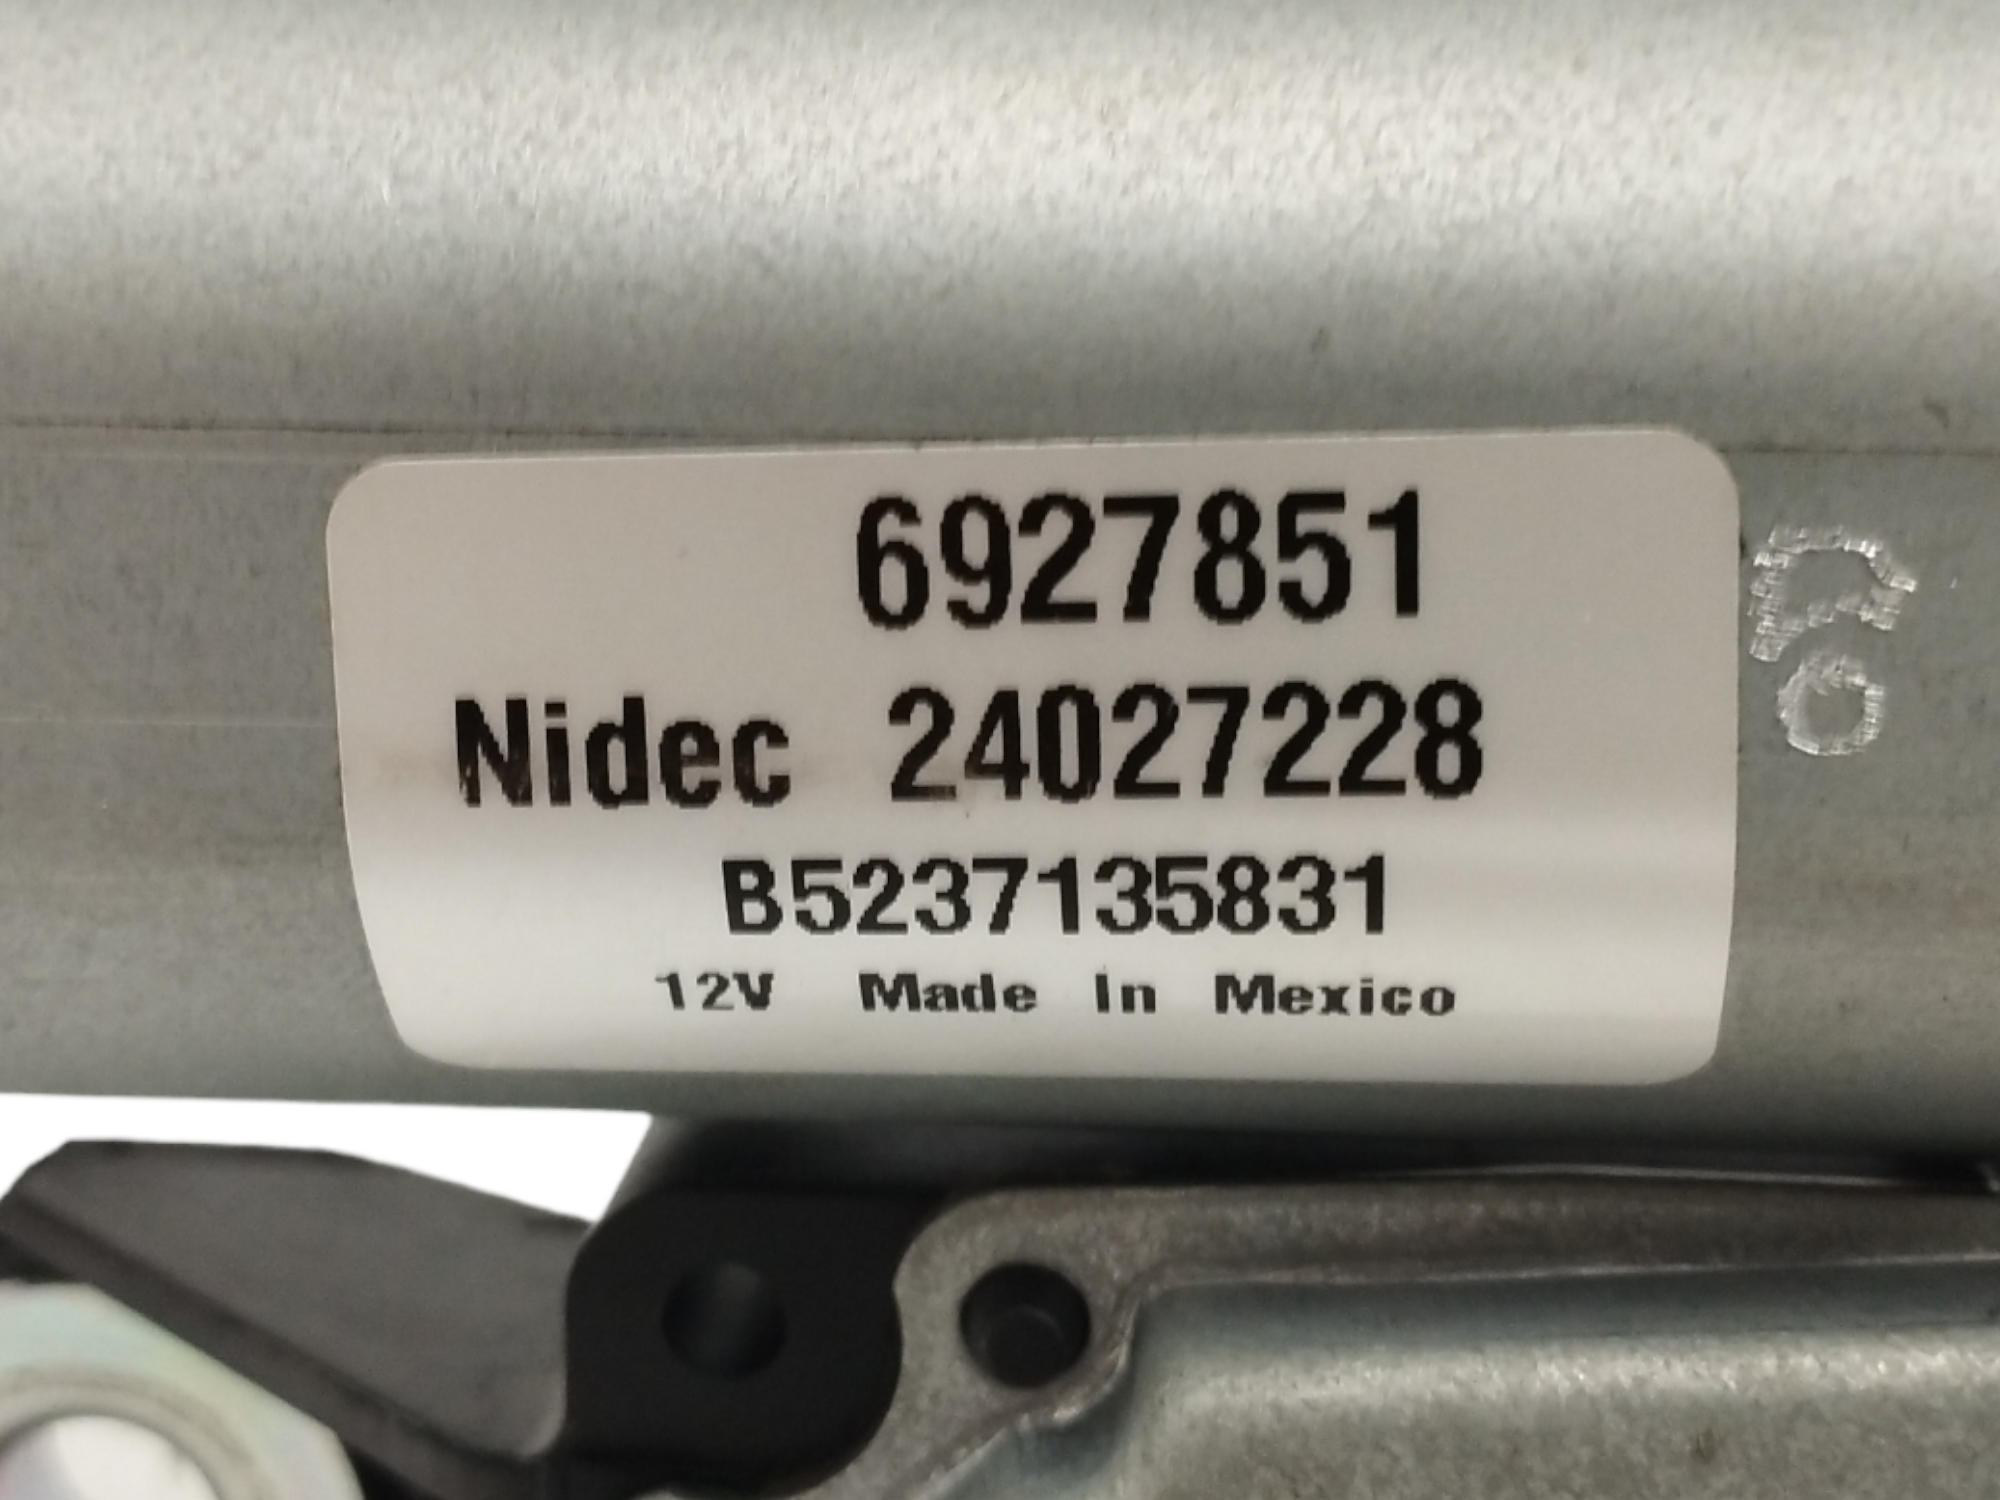 6927851
Nidec 24027228
B5237135831
12V Made In Mexico